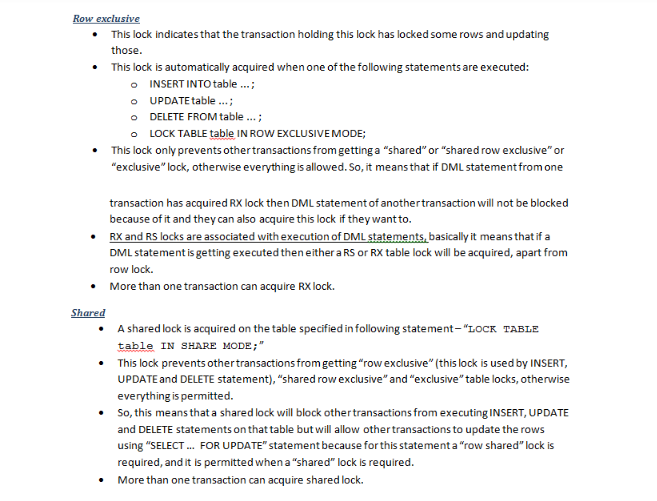 Row exclusive
• This lock indicates that the transaction holding this lock has locked some rows and updating
those.
• This lock is automatically acquired when one of the following statements are executed:
o INSERT INTO table ...;
o UPDATE table ...;
o DELETE FROM table ... ;
o LOCK TABLE table IN ROW EXCLUSIVE MODE;
• This lock only prevents other transactions from getting a “shared” or “shared row exclusive” or
“exclusive” lock, otherwise everything is allowed. So, it means that if DML statement from one
transaction has acquired RX lock then DML statement of another transaction will not be blocked
because of it and they can also acquire this lock if they want to.
• RX and RS locks are associated with execution of DML statements, basically it means that if a
DML statement is getting executed then either a RS or RX table lock will be acquired, apart from
row lock.
• More than one transaction can acquire RX lock.
Shared
• A shared lock is acquired on the table specified in following statement– “LOCK TABLE
table IN SHARE MODE;”
• This lock prevents other transactions from getting “row exclusive” (this lock is used by INSERT,
UPDATE and DELETE statement), “shared row exclusive” and “exclusive” table locks, otherwise
everything is permitted.
• So, this means that a shared lock will block other transactions from executing INSERT, UPDATE
and DELETE statements on that table but will allow other transactions to update the rows
using “SELECT ... FOR UPDATE” statement because for this statement a “row shared” lock is
required, and it is permitted when a “shared” lock is required.
• More than one transaction can acquire shared lock.